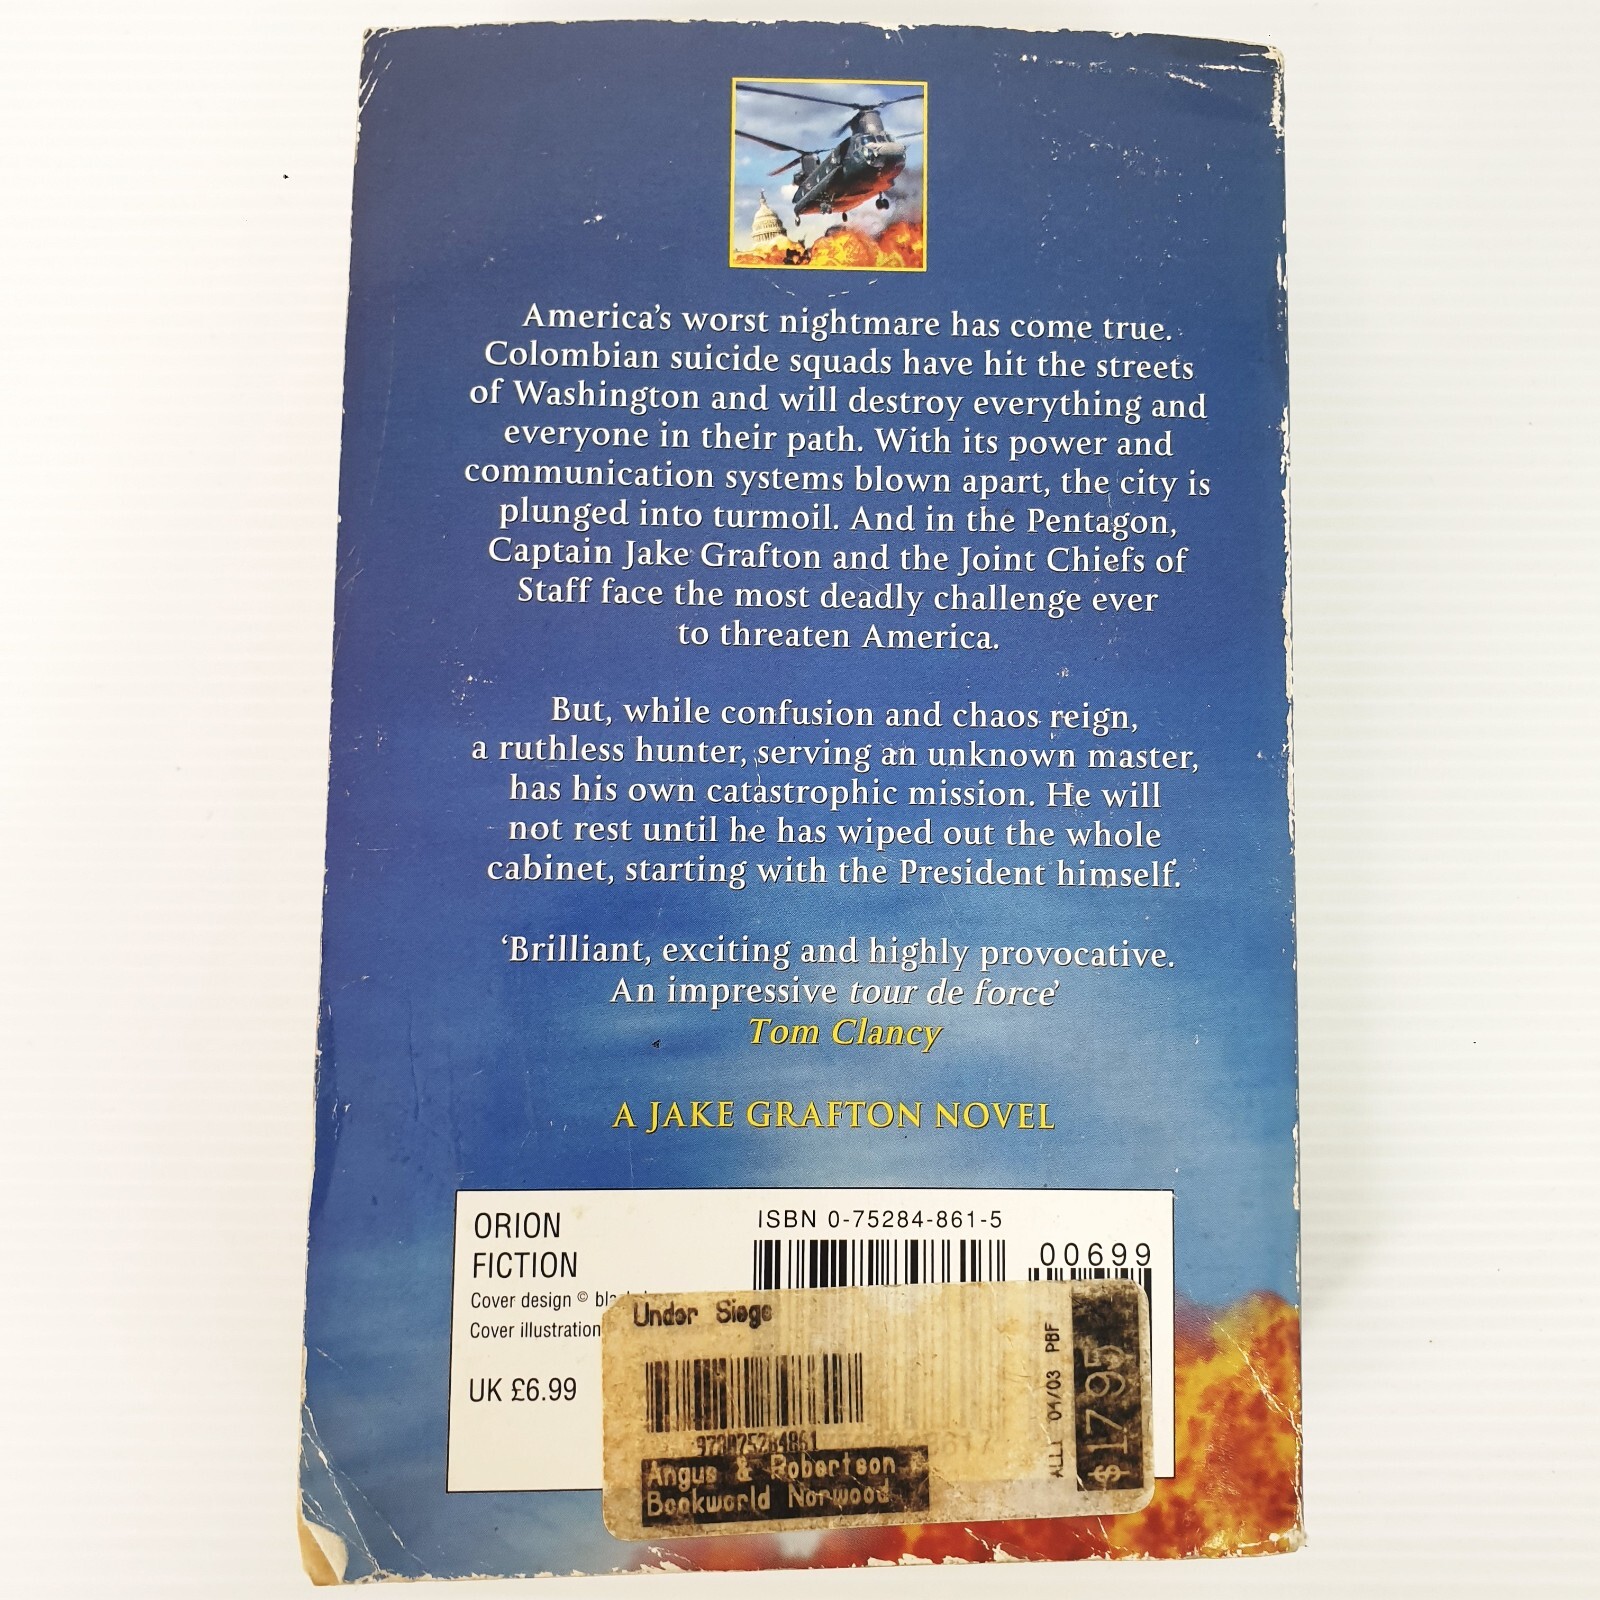 America's worst nightmare has come true.
Colombian suicide squads have hit the streets
of Washington and will destroy everything and
everyone in their path. With its power and
communication systems blown apart, the city is
plunged into turmoil. And in the Pentagon,
Captain Jake Grafton and the Joint Chiefs of
Staff face the most deadly challenge ever
to threaten America.
But, while confusion and chaos reign,
a ruthless hunter, serving an unknown master,
has his own catastrophic mission. He will
not rest until he has wiped out the whole
cabinet, starting with the President himself.
‘Brilliant, exciting and highly provocative.
An impressive tour de force’
Tom Clancy
A JAKE GRAFTON NOVEL
ORION
FICTION
Cover design ©
Cover illustration
UK £6.99
ISBN 0-75284-861-5
00699
Under Siege
Angus & Robertson
Bookworld Norwood
ALL1 04/03 PBF
$17.95